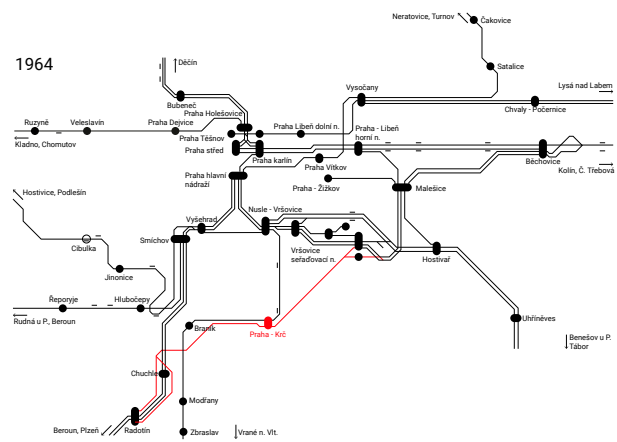 Neratovice, Turnov
Čakovice
1964
Děčín
Satalice
Vysočany
Lysá nad Labem
Bubeneč
Chvaly - Počernice
Praha Holešovice
Ruzyně
Veleslavín
Praha Dejvice
Praha Těšnov
Praha Libeň dolní n.
Praha - Libeň
horní n.
Kladno, Chomutov
Praha střed
Praha karlín
Praha Vítkov
Běchovice
Kolín, Č. Třebová
Praha hlavní
nádraží
Praha - Žižkov
Malešice
Hostivice, Podlešín
Vyšehrad
Nusle - Vršovice
Cibulka
Smíchov
Vršovice
seřaďovací n.
Hostivař
Jinonice
Řeporyje
Hlubočepy
Rudná u P., Beroun
Braník
Praha - Krč
Uhříněves
Benešov u P.
Tábor
Chuchle
Modřany
Beroun, Plzeň
Radotín
Zbraslav
Vrané n. Vlt.